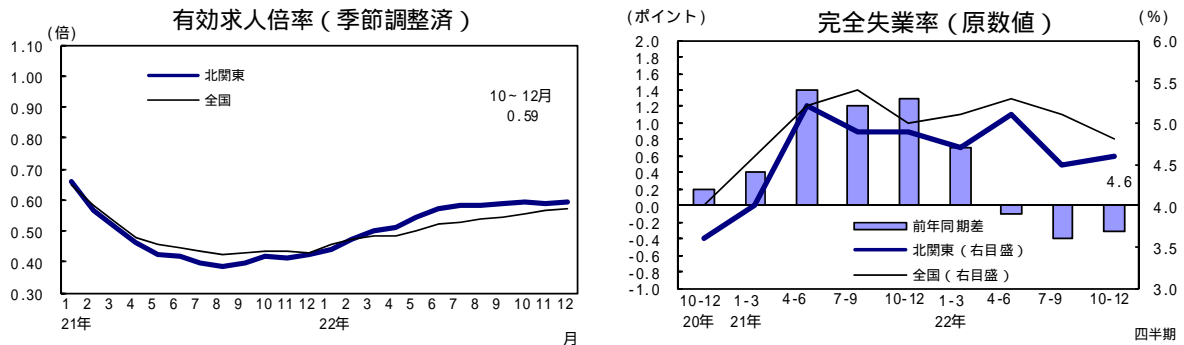 有効求人倍率（季節調整済）
(倍)
1.10
1.00
0.90
0.80
0.70
0.60
0.50
0.40
0.30
北関東
全国
10～12月
0.59
1 2 3 4 5 6 7 8 9 10 11 12 1 2 3 4 5 6 7 8 9 10 11 12
21年 22年
月
完全失業率（原数値）
(ポイント) (%)
2.0
1.8
1.6
1.4
1.2
1.0
0.8
0.6
0.4
0.2
0.0
-0.2
-0.4
-0.6
-0.8
-1.0
6.0
5.5
5.0
4.5
4.0
3.5
3.0
4.6
前年同期差
北関東（右目盛）
全国（右目盛）
10-12 1-3 4-6 7-9 10-12 1-3 4-6 7-9 10-12
20年 21年 22年
四半期